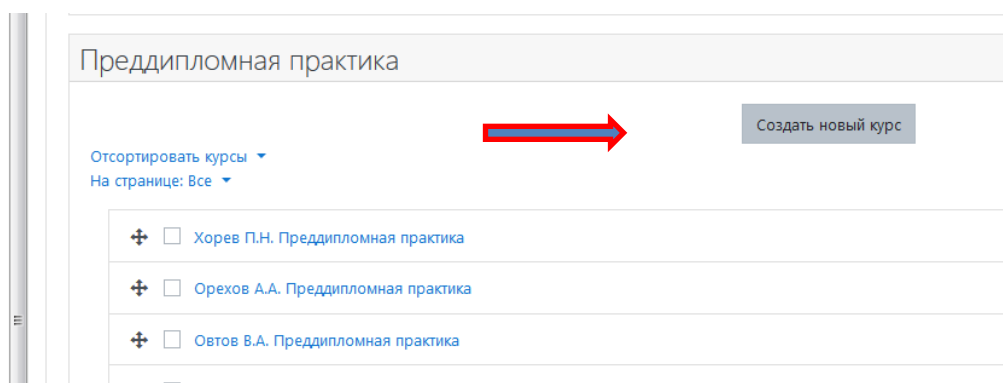 Преддипломная практика
Создать новый курс
Отсортировать курсы
На странице: Все
Хорев П.Н. Преддипломная практика
Орехов А.А. Преддипломная практика
Овтов В.А. Преддипломная практика